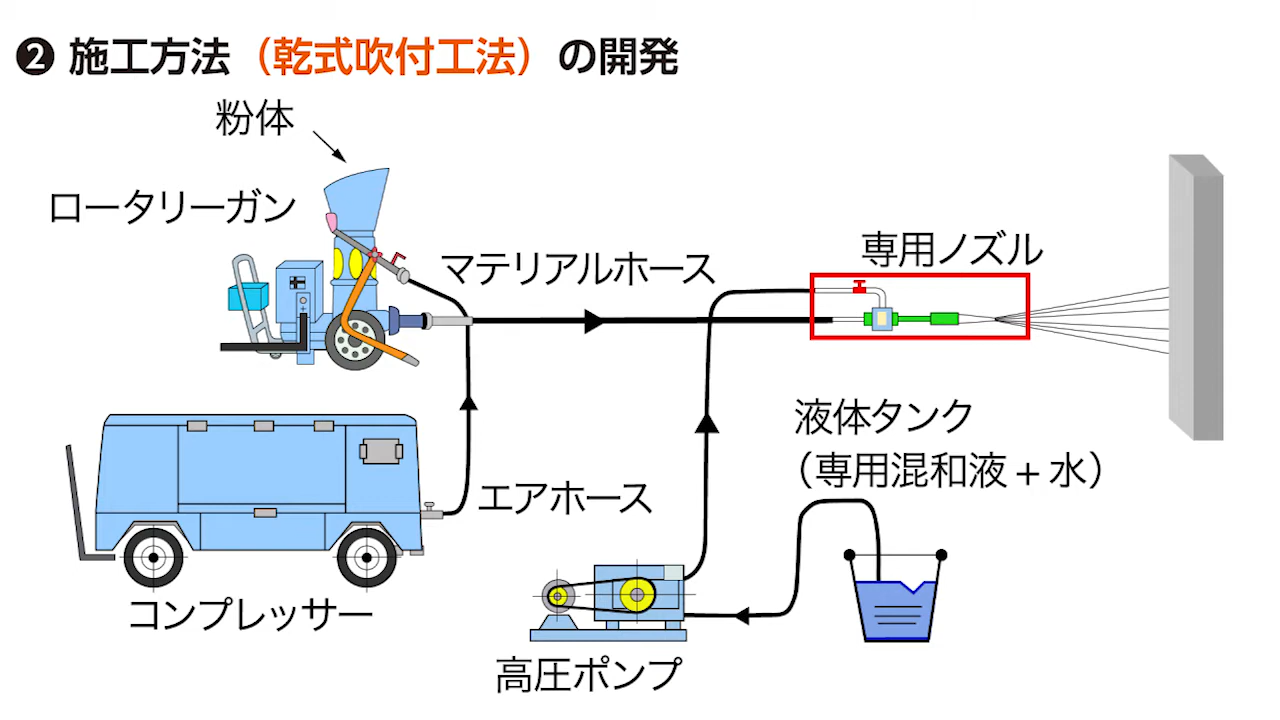 ❷ 施工方法（乾式吹付工法）の開発
粉体
ロータリーガン
マテリアルホース
専用ノズル
液体タンク
（専用混和液＋水）
エアホース
コンプレッサー
高圧ポンプ